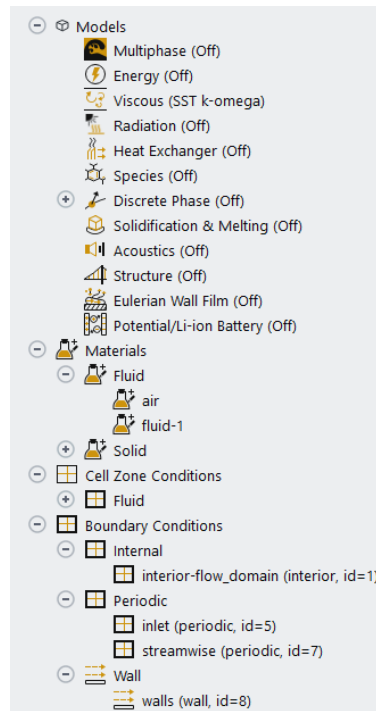 Models
Multiphase (Off)
Energy (Off)
Viscous (SST k-omega)
Radiation (Off)
Heat Exchanger (Off)
Species (Off)
Discrete Phase (Off)
Solidification & Melting (Off)
Acoustics (Off)
Structure (Off)
Eulerian Wall Film (Off)
Potential/Li-ion Battery (Off)
Materials
Fluid
air
fluid-1
Solid
Cell Zone Conditions
Fluid
Boundary Conditions
Internal
interior-flow_domain (interior, id=1)
Periodic
inlet (periodic, id=5)
streamwise (periodic, id=7)
Wall
walls (wall, id=8)